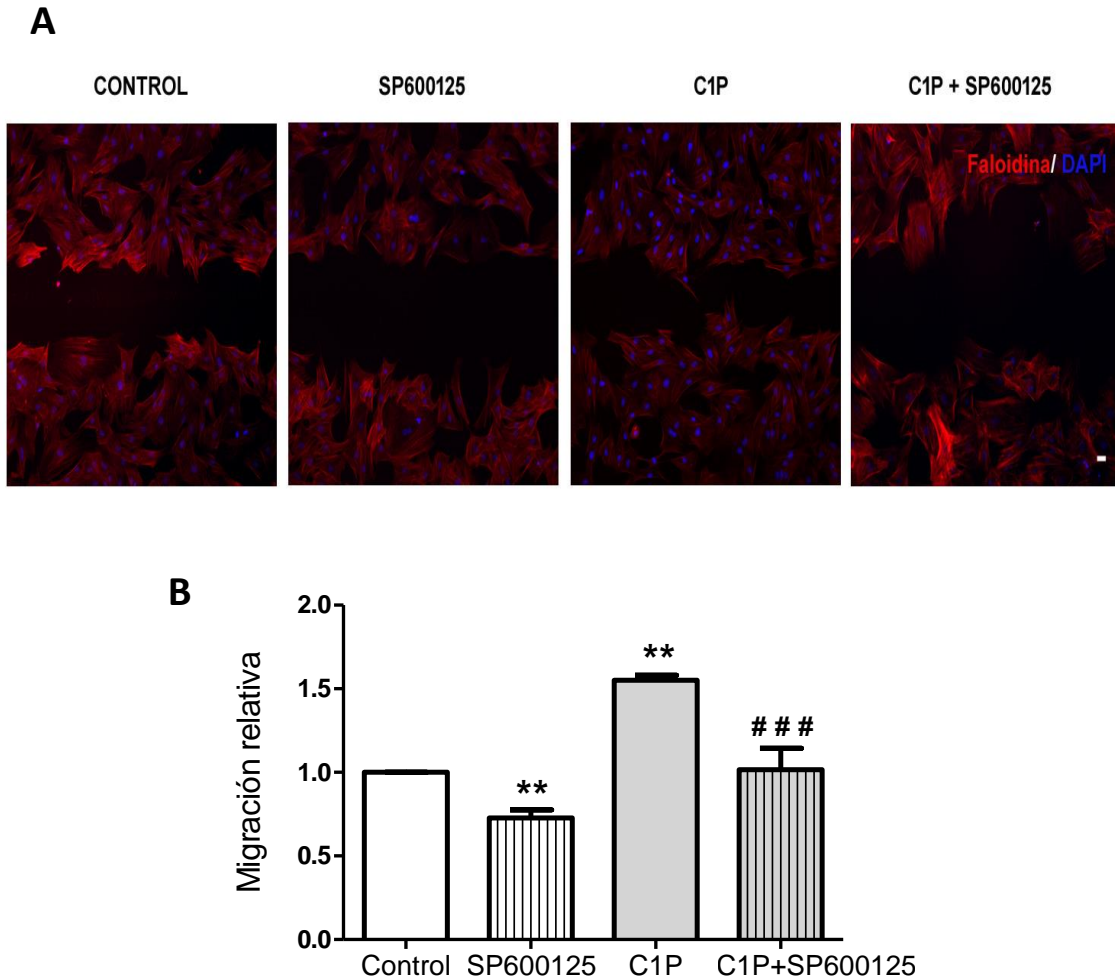 A
CONTROL SP600125 C1P C1P + SP600125
Faloidina/ DAPI
B
Migración relativa
2.0
1.5
1.0
0.5
0.0
**
**
# # #
Control SP600125 C1P C1P+SP600125